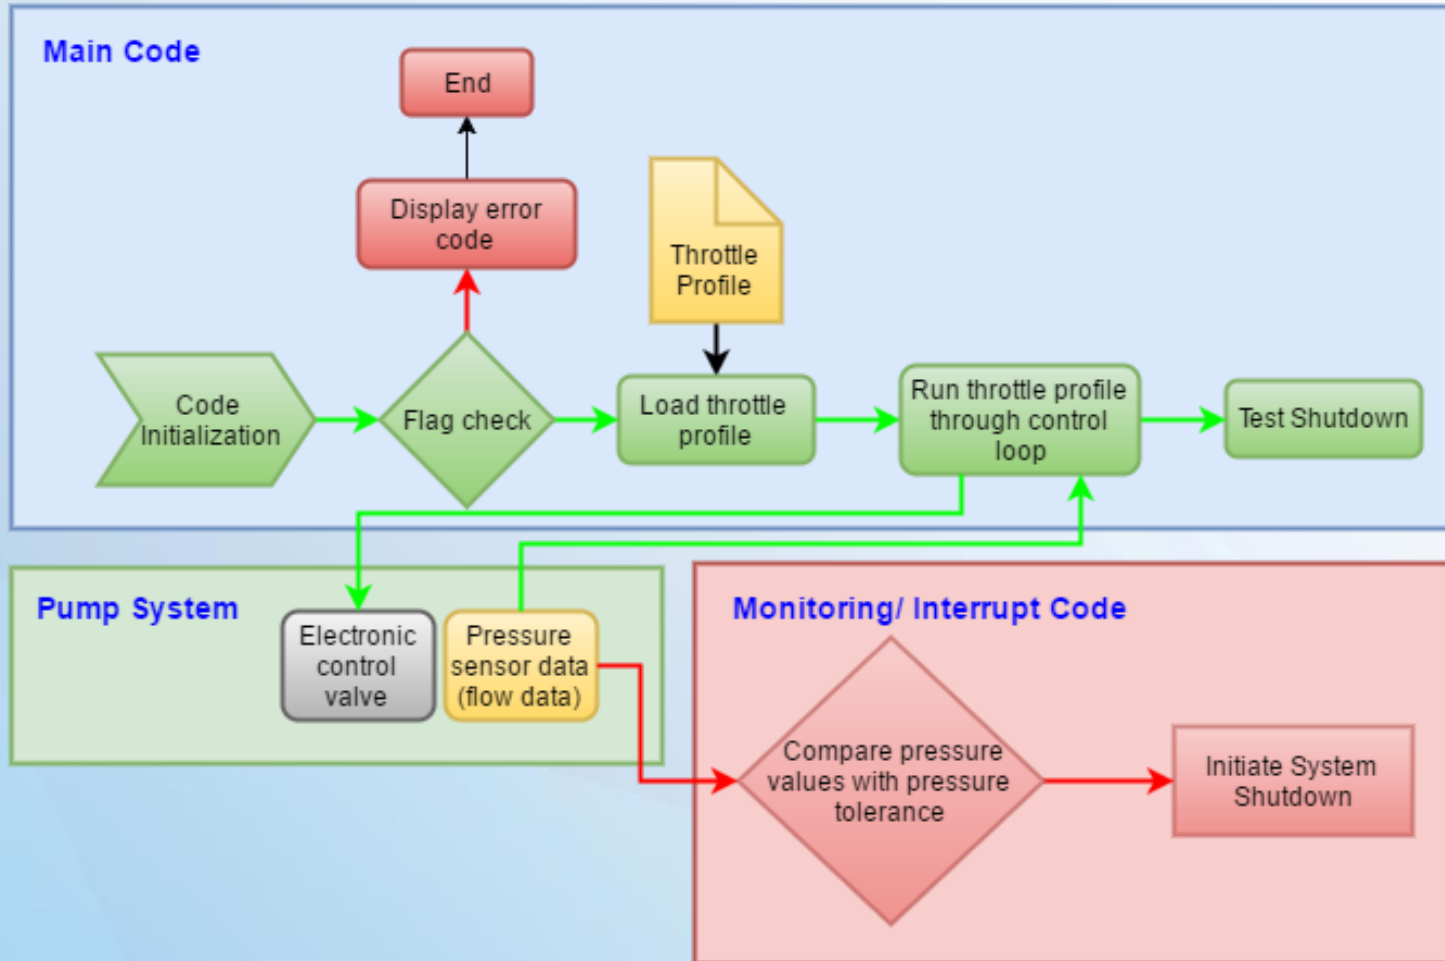 Main Code
End
Display error
code
Throttle
Profile
Code
Initialization
Flag check
Load throttle
profile
Run throttle profile
through control
loop
Test Shutdown
Pump System
Electronic
control
valve
Pressure
sensor data
(flow data)
Monitoring/ Interrupt Code
Compare pressure
values with pressure
tolerance
Initiate System
Shutdown